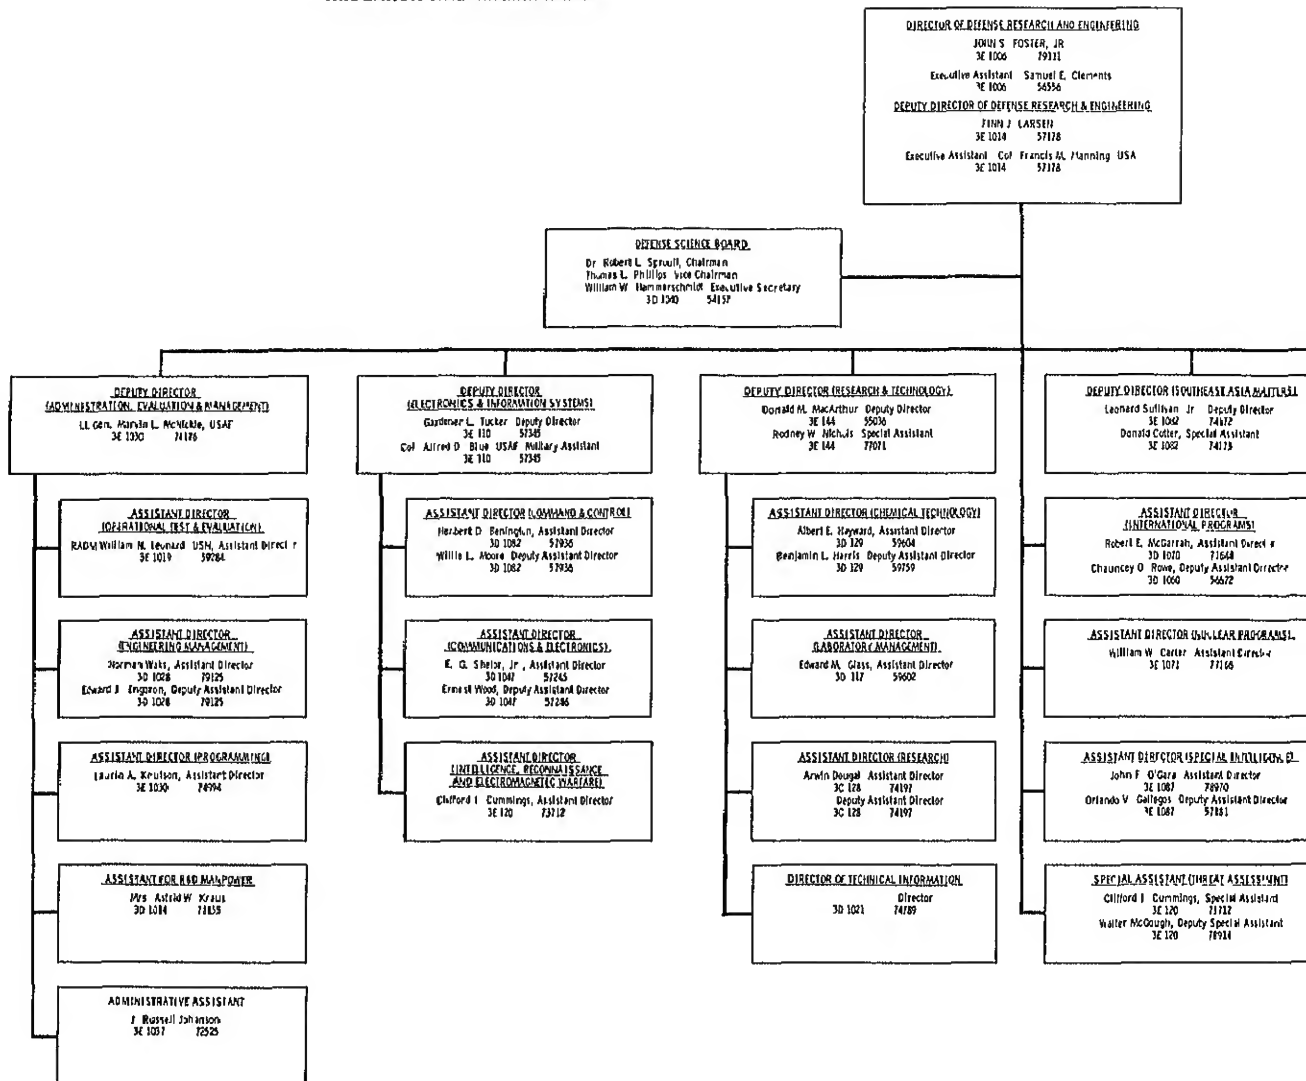 DIRECTOR OF DEFENSE RESEARCH AND ENGINEERING
JOHN S FOSTER, JR
3E 1006 79111
Executive Assistant Samuel E. Clements
3E 1006 56556
DEPUTY DIRECTOR OF DEFENSE RESEARCH & ENGINEERING
FINN J LARSEN
3E 1014 57178
Executive Assistant Col Francis M. Manning USA
3E 1014 57178
DEFENSE SCIENCE BOARD
Dr Robert L Sproull, Chairman
Thomas L Phillips Vice Chairman
William W Hammerschmidt Executive Secretary
3D 1040 54157
DEPUTY DIRECTOR
(ADMINISTRATION, EVALUATION & MANAGEMENT)
Lt Gen. Marvin L. McNickle, USAF
3E 1030 74176
ASSISTANT DIRECTOR
(OPERATIONAL TEST & EVALUATION)
RADM William N. Leonard USN, Assistant Direct r
3E 1019 59284
ASSISTANT DIRECTOR
(ENGINEERING MANAGEMENT)
Norman Waks, Assistant Director
3D 1028 79125
Edward J Deputy Assistant Director
3D 1028 79125
ASSISTANT DIRECTOR (PROGRAMMING)
A. Knutson, Assistant Director
3E 1030 74994
ASSISTANT FOR R&D MANPOWER
Mrs Astrid W Kraus
3D 1014
ADMINISTRATIVE ASSISTANT
J Russell Johanson
3E 1037 72525
DEPUTY DIRECTOR
(ELECTRONICS & INFORMATION SYSTEMS)
Gardener L. Tucker Deputy Director
3E 110 57345
Col Alfred D Blue USAF Military Assistant
3E 110 57345
ASSISTANT DIRECTOR (COMMAND & CONTROL)
Herbert D Benington, Assistant Director
3D 1082 57936
Willie L. Moore Deputy Assistant Director
3D 1082 57936
ASSISTANT DIRECTOR
(COMMUNICATIONS & ELECTRONICS)
E. G. Shelor, Jr , Assistant Director
3D 1047 57245
Ernest Wood, Deputy Assistant Director
3D 1047 57286
ASSISTANT DIRECTOR
(INTELLIGENCE, RECONNAISSANCE
AND ELECTROMAGNETIC WARFARE)
Clifford I Cummings, Assistant Director
3E 120 73712
DEPUTY DIRECTOR (RESEARCH & TECHNOLOGY)
Donald M. MacArthur Deputy Director
3E 144 55036
Rodney W Nichols Special Assistant
3E 144 77071
ASSISTANT DIRECTOR (CHEMICAL TECHNOLOGY)
Albert E. Hayward, Assistant Director
3D 129 59604
Benjamin L. Harris Deputy Assistant Director
3D 129 59759
ASSISTANT DIRECTOR
(LABORATORY MANAGEMENT)
Edward M. Glass, Assistant Director
3D 117 59602
ASSISTANT DIRECTOR (RESEARCH)
Arwin Dougal Assistant Director
3C 128 74197
Deputy Assistant Director
3C 128 74197
DIRECTOR OF TECHNICAL INFORMATION
Director
3D 1021 74789
DEPUTY DIRECTOR (SOUTHEAST ASIA MATTERS)
Leonard Sullivan Jr Deputy Director
3E 1082 74172
Donald Cotter, Special Assistant
3E 1082 74173
ASSISTANT DIRECTOR
(INTERNATIONAL PROGRAMS)
Robert E. McGarrah, Assistant Direct r
3D 1070 71648
Chauncey O Rowe, Deputy Assistant Director
3D 1060 56672
ASSISTANT DIRECTOR (NUCLEAR PROGRAMS)
William W Carter Assistant Director
3E 1071 77166
ASSISTANT DIRECTOR (SPECIAL INTELLIGENCE)
John F O'Gara Assistant Director
3E 1087 78970
Orlando V Gallegos Deputy Assistant Director
3E 1087 57181
SPECIAL ASSISTANT (THREAT ASSESSMENT)
Clifford I Cummings, Special Assistant
3E 120 73712
Walter McGough, Deputy Special Assistant
3E 120 78914